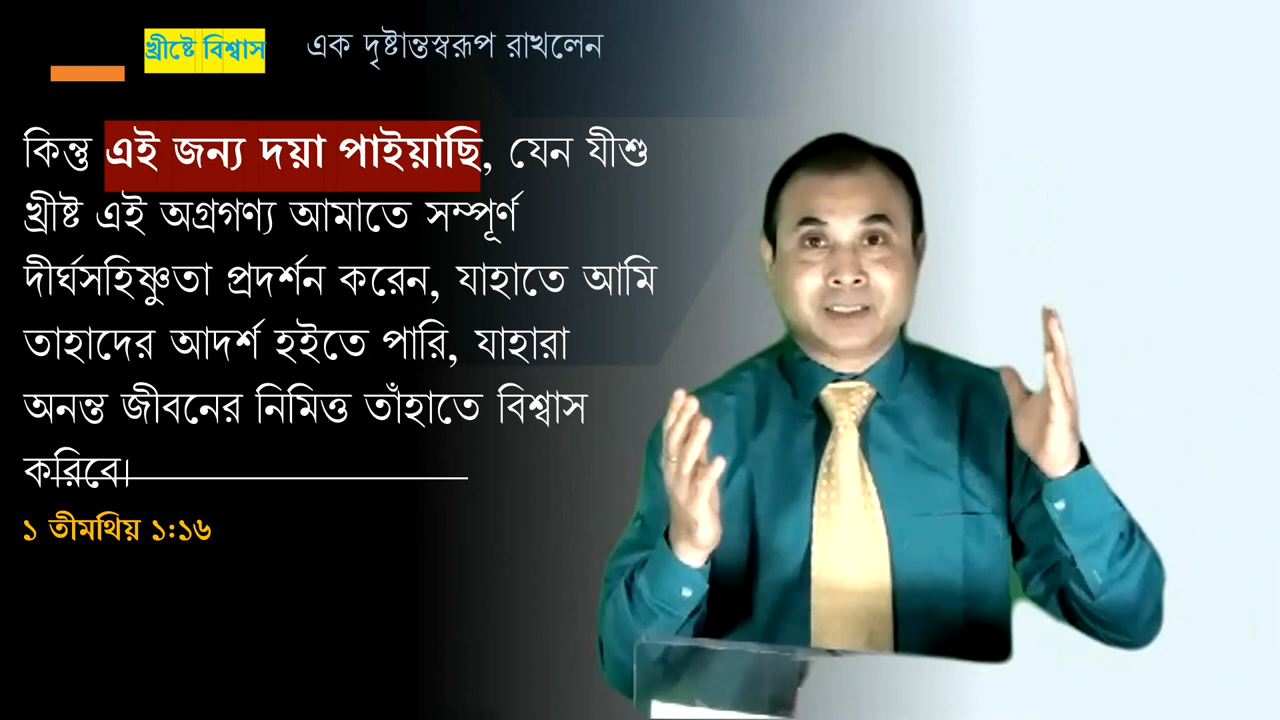 খ্রীষ্টে বিশ্বাস এক দৃষ্টান্তস্বরূপ রাখলেন
কিন্তু এই জন্য দয়া পাইয়াছি, যেন যীশু
খ্রীষ্ট এই অগ্রগণ্য আমাতে সম্পূর্ণ
দীর্ঘসহিষ্ণুতা প্রদর্শন করেন, যাহাতে আমি
তাহাদের আদর্শ হইতে পারি, যাহারা
অনন্ত জীবনের নিমিত্ত তাঁহাতে বিশ্বাস
করিবে।
১ তীমথিয় ১:১৬